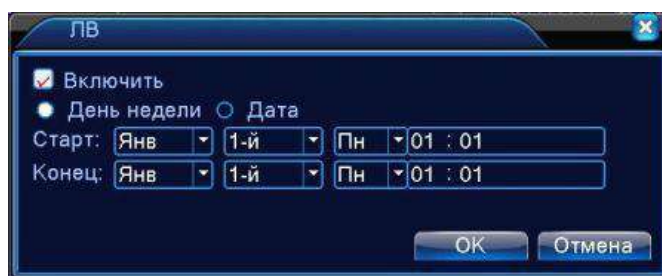 ЛВ
Включить
День недели Дата
Старт: Янв 1-й Пн 01 : 01
Конец: Янв 1-й Пн 01 : 01
OK Отмена